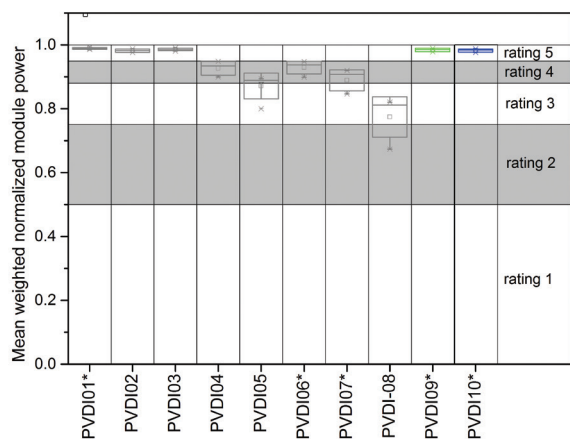 Mean weighted normalized module power
1.0
0.8
0.6
0.4
0.2
0.0
rating 5
rating 4
rating 3
rating 2
rating 1
PVDI01*
PVDI02
PVDI03
PVDI04
PVDI05
PVDI06*
PVDI07*
PVDI-08
PVDI09*
PVDI10*